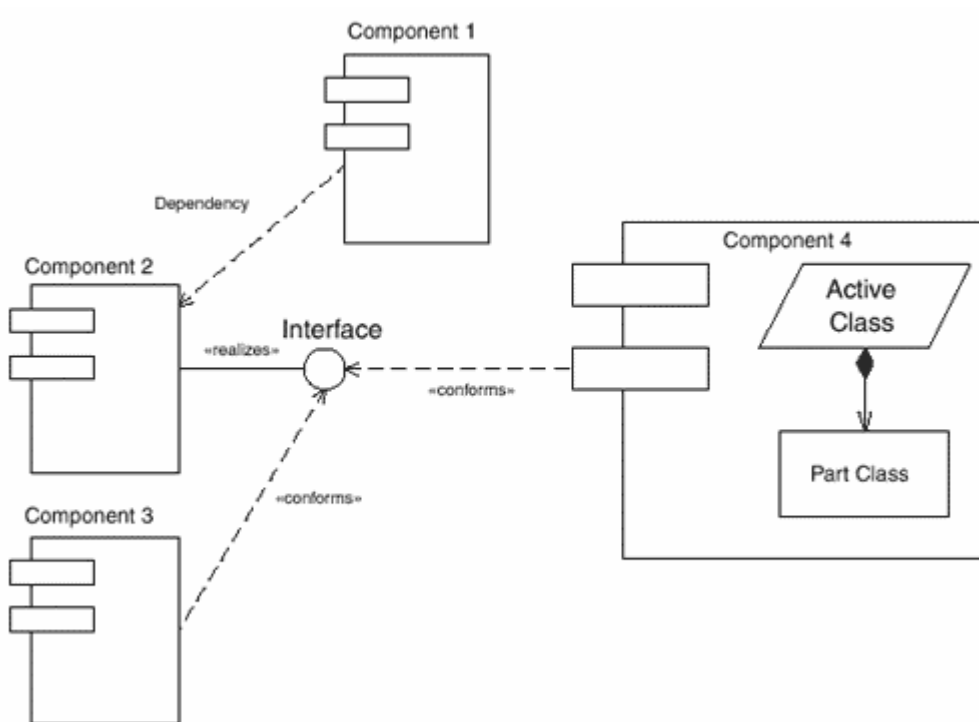 Component 1
Dependency
Component 4
Component 2
Active
Class
Interface
«realizes»
«conforms»
Part Class
«conforms»
Component 3